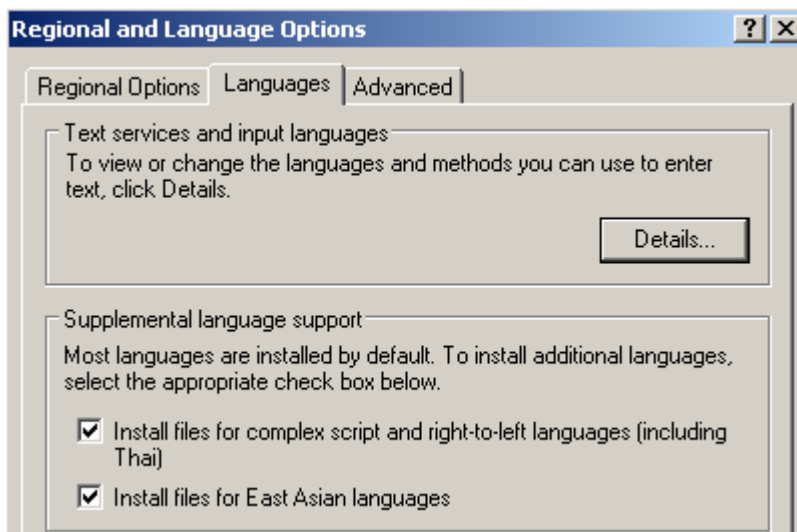 Regional and Language Options
Regional Options Languages Advanced
Text services and input languages
To view or change the languages and methods you can use to enter
text, click Details.
Details...
Supplemental language support
Most languages are installed by default. To install additional languages,
select the appropriate check box below.
Install files for complex script and right-to-left languages (including
Thai)
Install files for East Asian languages